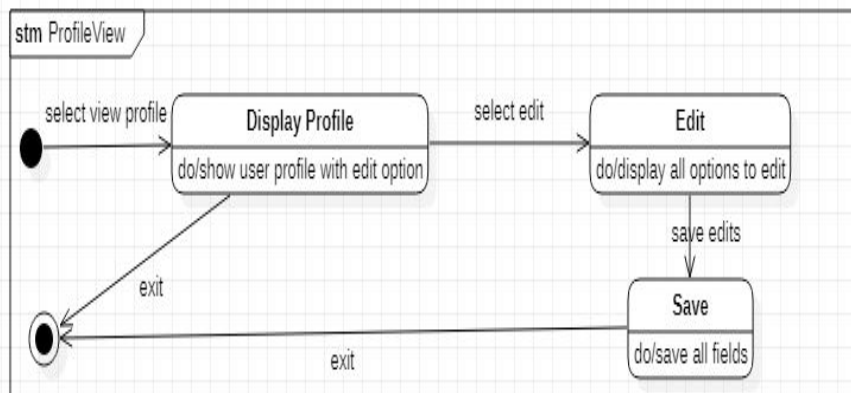 stm ProfileView
select view profile
Display Profile
do/show user profile with edit option
select edit
Edit
do/display all options to edit
save edits
Save
do/save all fields
exit
exit